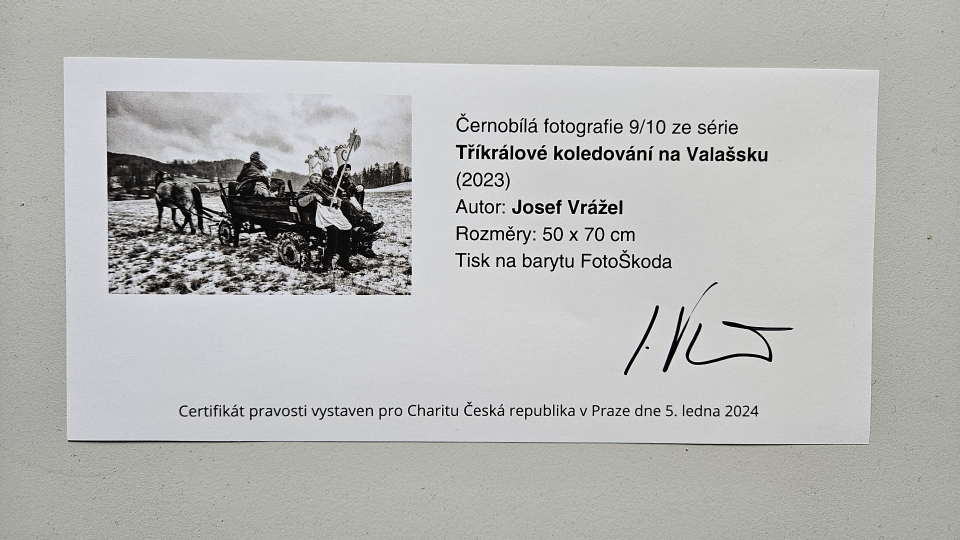 Černobílá fotografie 9/10 ze série
Tříkrálové koledování na Valašsku
(2023)
Autor: Josef Vrážel
Rozměry: 50 x 70 cm
Tisk na barytu FotoŠkoda
Certifikát pravosti vystaven pro Charitu Česká republika v Praze dne 5. ledna 2024